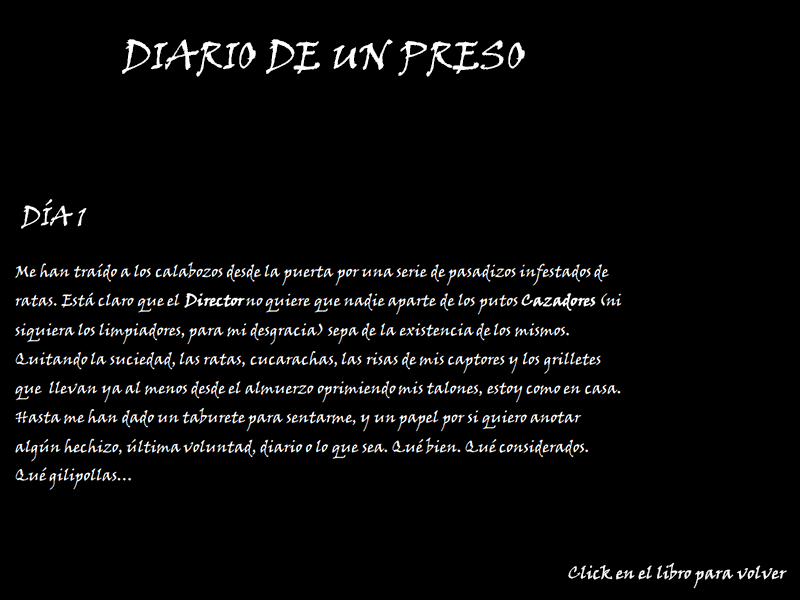 DIARIO DE UN PRESO
DÍA 1
Me han traído a los calabozos desde la puerta por una serie de pasadizos infestados de
ratas. Está claro que el Director no quiere que nadie aparte de los putos Cazadores (ni
siquiera los limpiadores, para mi desgracia) sepa de la existencia de los mismos.
Quitando la suciedad, las ratas, cucarachas, las risas de mis captores y los grilletes
que llevan ya al menos desde el almuerzo oprimiendo mis talones, estoy como en casa.
Hasta me han dado un taburete para sentarme, y un papel por si quiero anotar
algún hechizo, última voluntad, diario o lo que sea. Qué bien. Qué considerados.
Qué gilipollas...
Click en el libro para volver